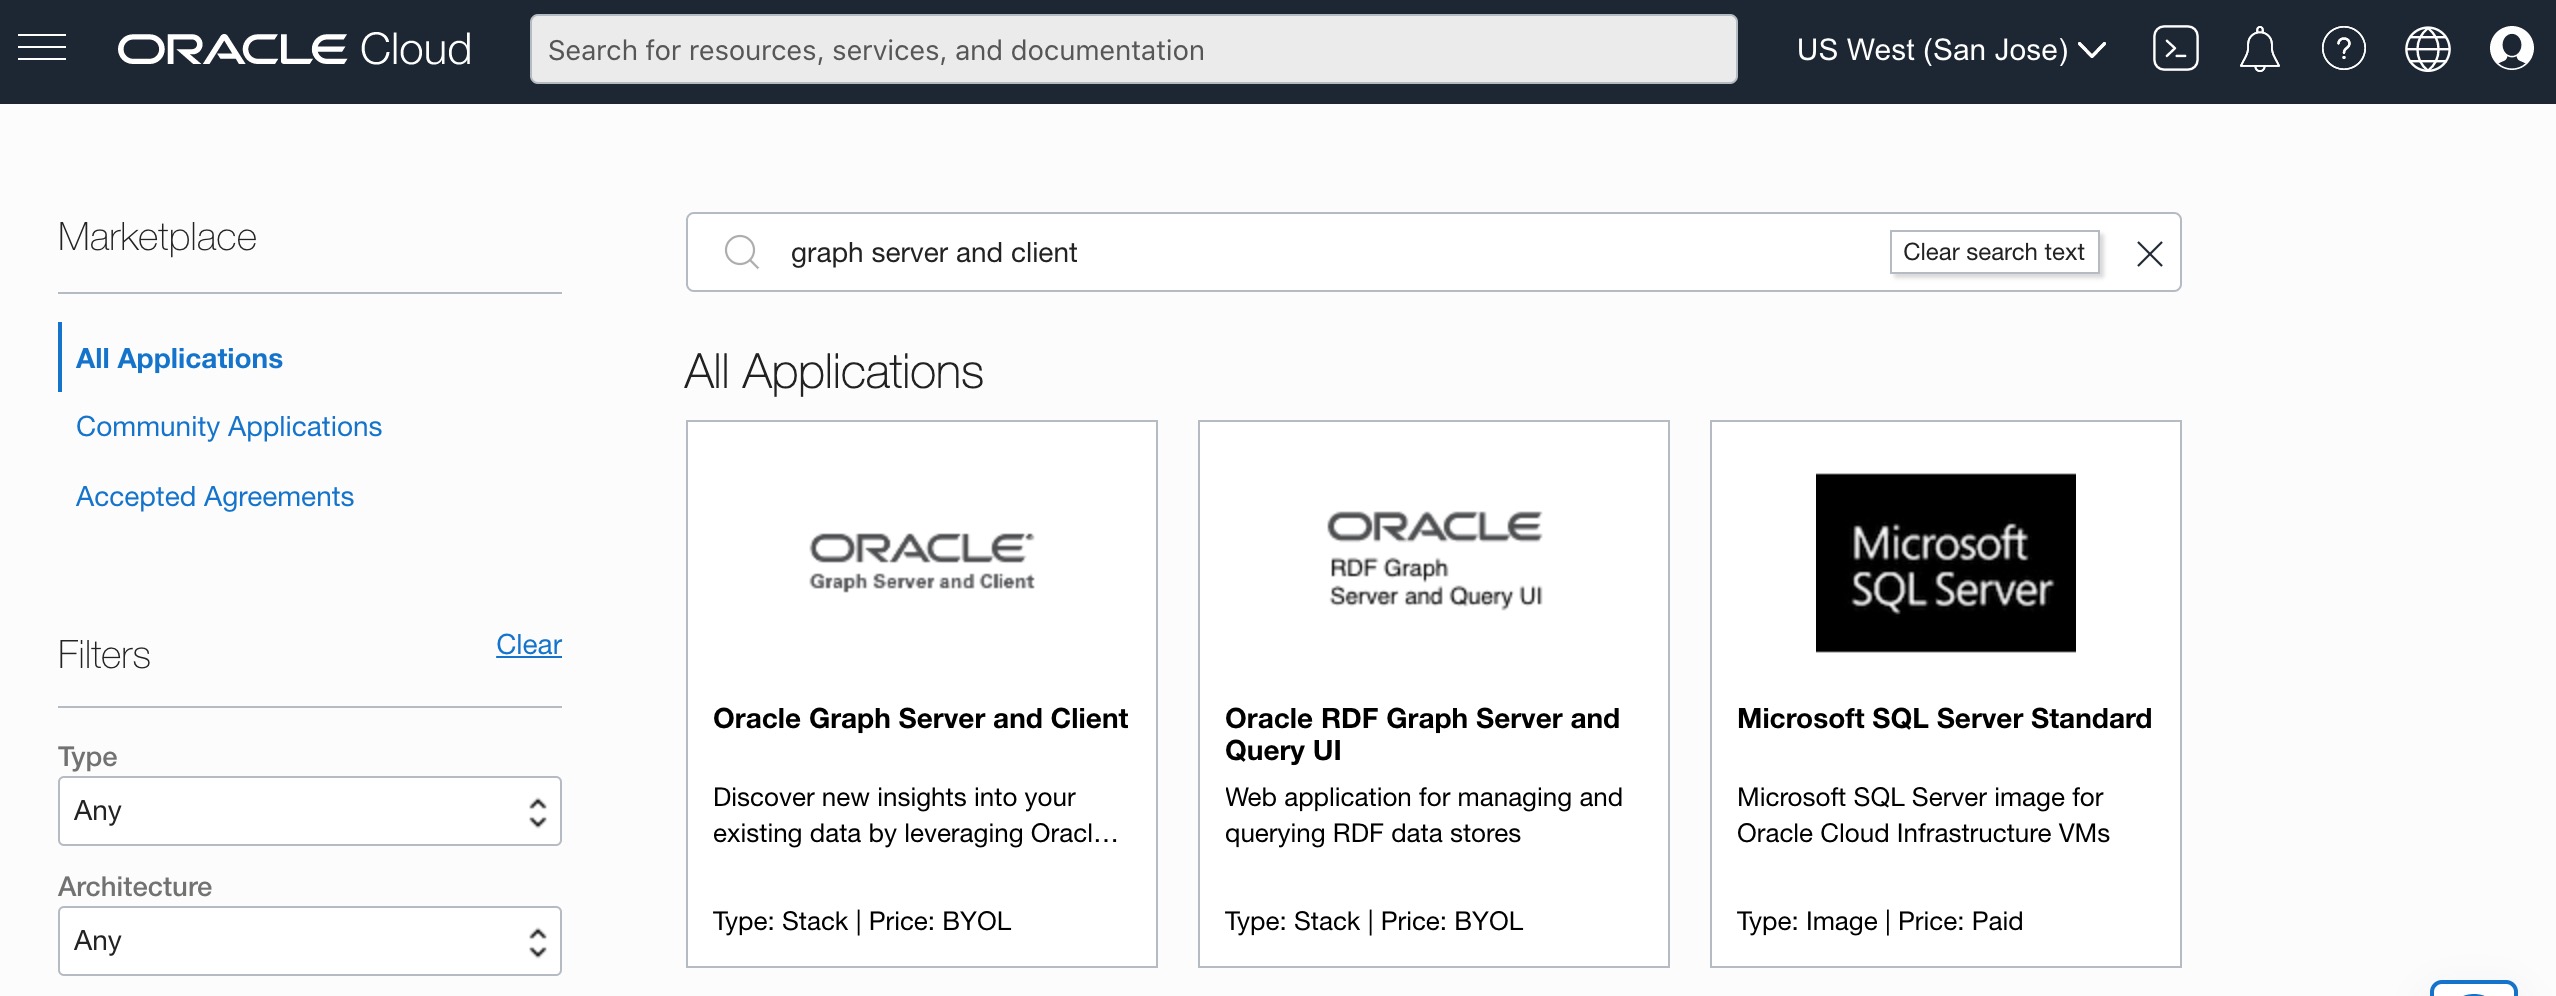 ORACLE Cloud
Search for resources, services, and documentation
US West (San Jose)
Marketplace
All Applications
Community Applications
Accepted Agreements
Filters
Clear
Type
Any
Architecture
Any
graph server and client
Clear search text
All Applications
ORACLE
Graph Server and Client
Oracle Graph Server and Client
Discover new insights into your
existing data by leveraging Oracl...
Type: Stack | Price: BYOL
ORACLE
RDF Graph
Server and Query UI
Oracle RDF Graph Server and
Query UI
Web application for managing and
querying RDF data stores
Type: Stack | Price: BYOL
Microsoft
SQL Server
Microsoft SQL Server Standard
Microsoft SQL Server image for
Oracle Cloud Infrastructure VMs
Type: Image | Price: Paid